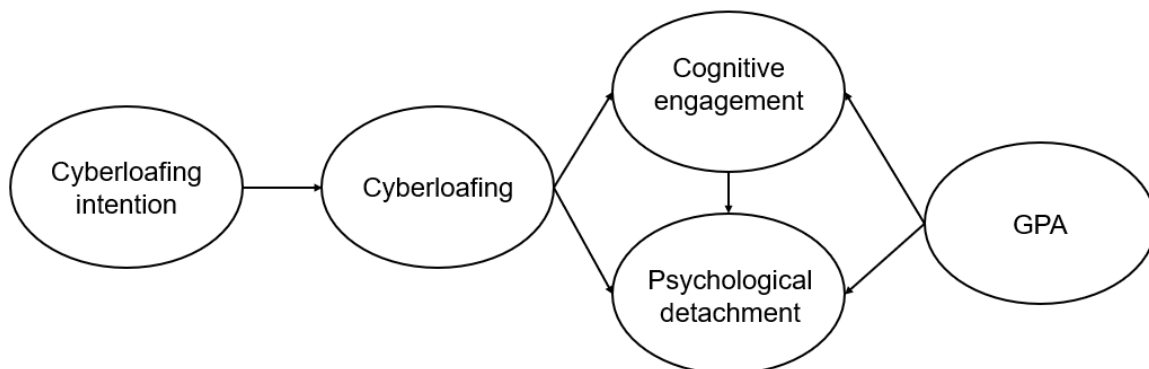 Cyberloafing
intention
Cyberloafing
Cognitive
engagement
Psychological
detachment
GPA